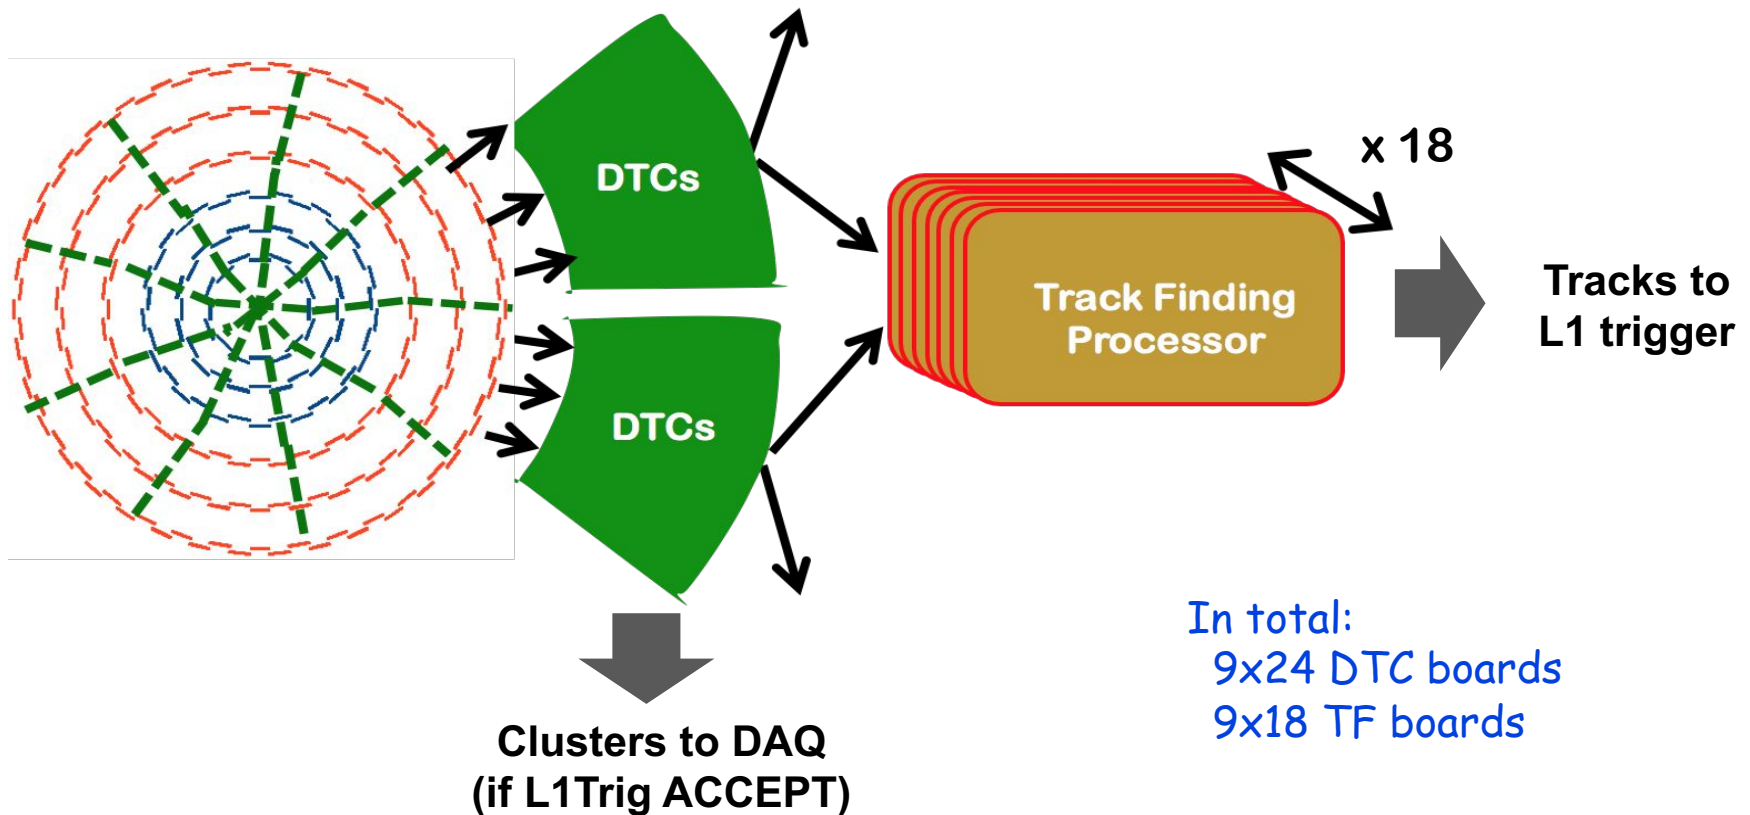 DTCs
x 18
Track Finding
Processor
Tracks to
L1 trigger
DTCs
In total:
9x24 DTC boards
9x18 TF boards
Clusters to DAQ
(if L1Trig ACCEPT)